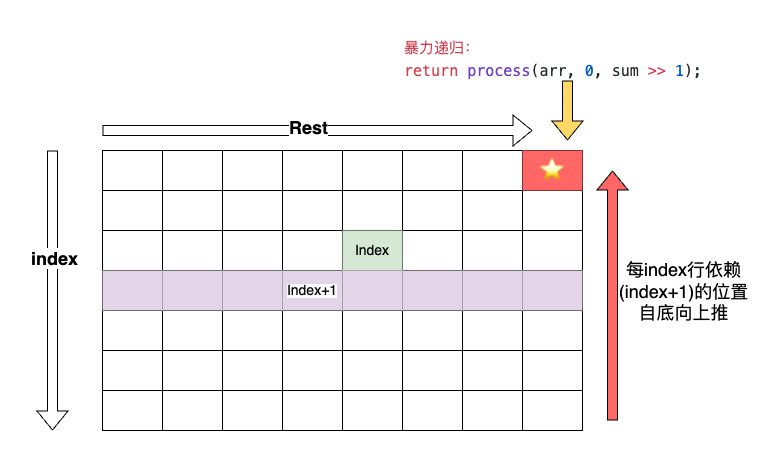 暴力递归：
return process(arr, 0, sum >> 1);
Rest
index
Index
Index+1
每index行依赖
(index+1)的位置
自底向上推